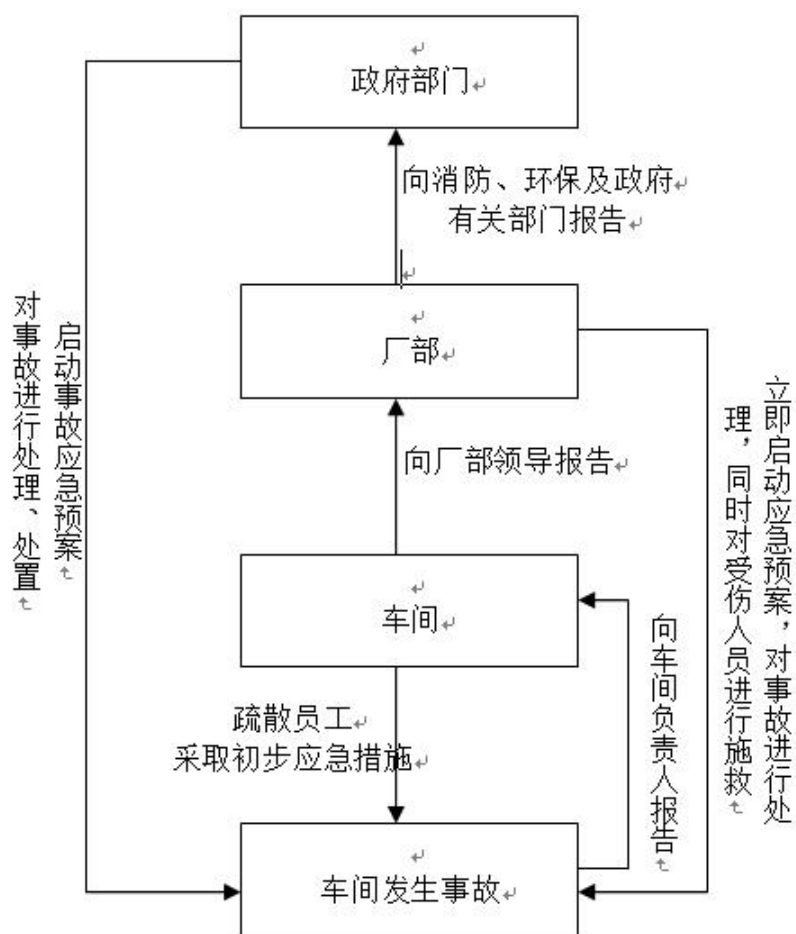 政府部门
向消防、环保及政府
有关部门报告
厂部
向厂部领导报告
车间
疏散员工
采取初步应急措施
车间发生事故
启动事故应急预案
对事故进行处理、处置
向车间负责人报告
立即启动应急预案，对事故进行处
理，同时对受伤人员进行施救